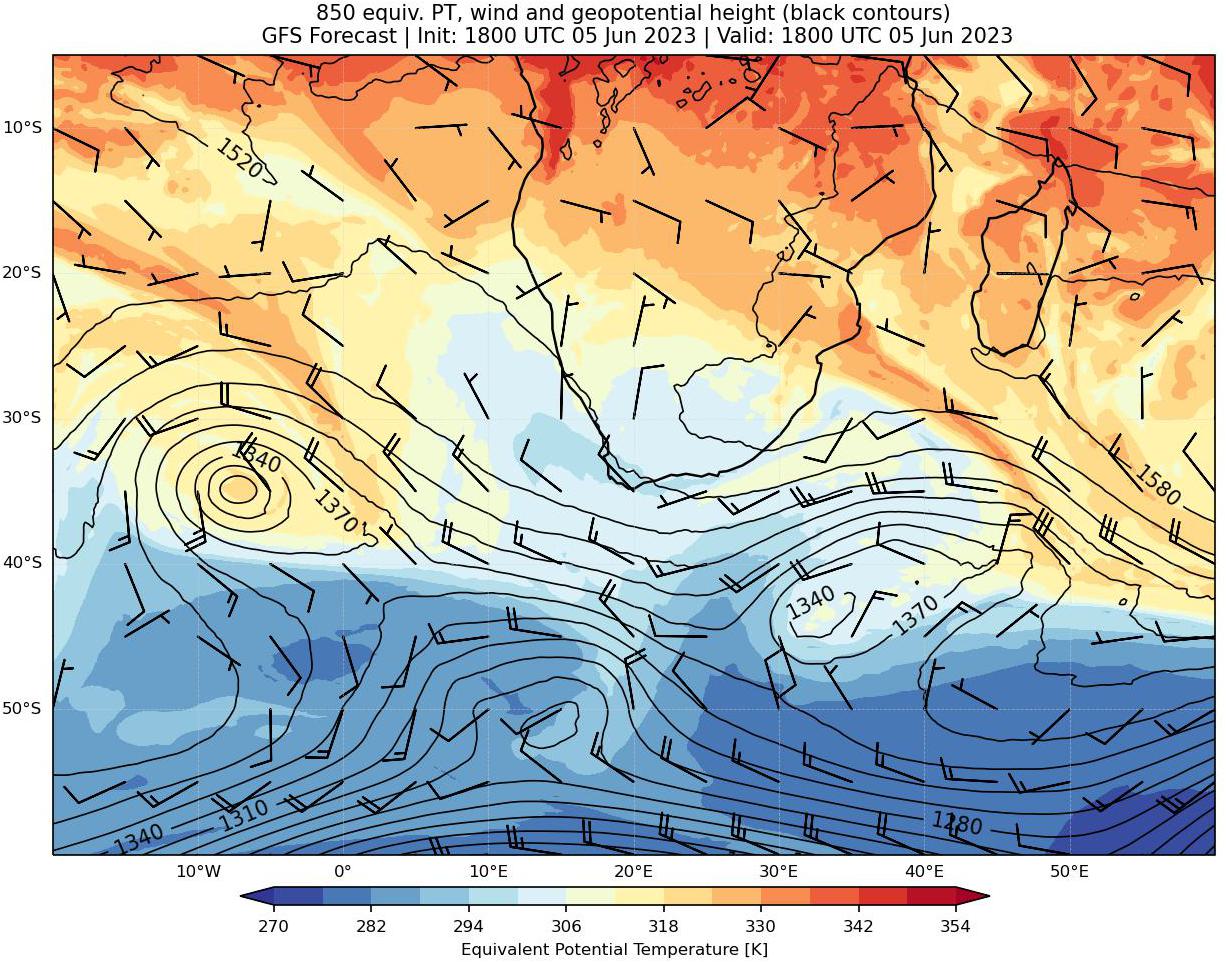 850 equiv. PT, wind and geopotential height (black contours)
GFS Forecast | Init: 1800 UTC 05 Jun 2023 | Valid: 1800 UTC 05 Jun 2023
10°S
1520
20°S
30°S
1340
1370
1580
40°S
1340
1370
50°S
1340
1310
1280
10°W 0° 10°E 20°E 30°E 40°E 50°E
270 282 294 306 318 330 342 354
Equivalent Potential Temperature [K]